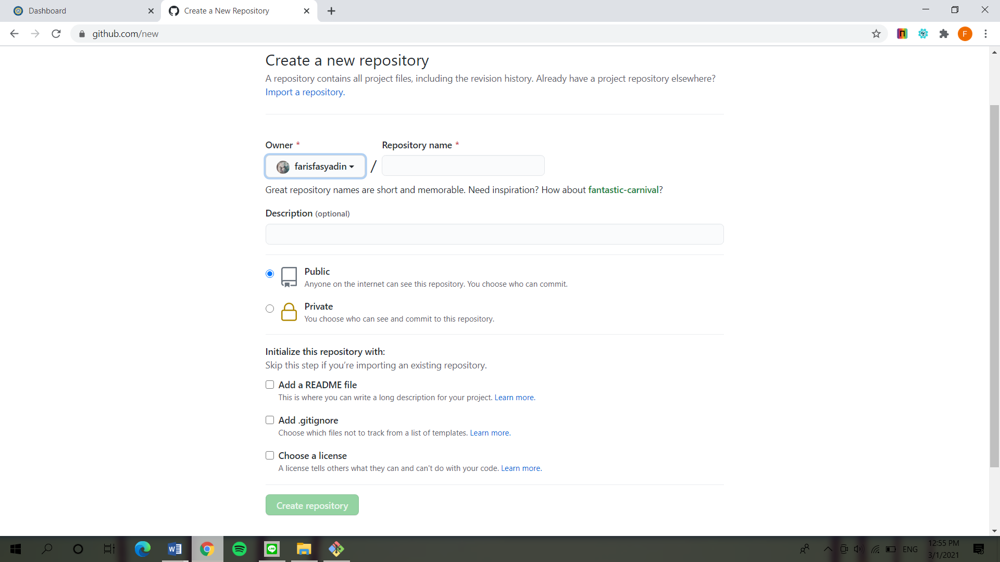 Dashboard
Create a New Repository
github.com/new
F
Create a new repository
A repository contains all project files, including the revision history. Already have a project repository elsewhere?
Import a repository.
Owner *
Repository name *
farisfasyadin
/
Great repository names are short and memorable. Need inspiration? How about fantastic-carnival?
Description (optional)
Public
Anyone on the internet can see this repository. You choose who can commit.
Private
You choose who can see and commit to this repository.
Initialize this repository with:
Skip this step if you’re importing an existing repository.
Add a README file
This is where you can write a long description for your project. Learn more.
Add .gitignore
Choose which files not to track from a list of templates. Learn more.
Choose a license
A license tells others what they can and can't do with your code. Learn more.
Create repository
W
LINE
ENG
12:55 PM
3/1/2021